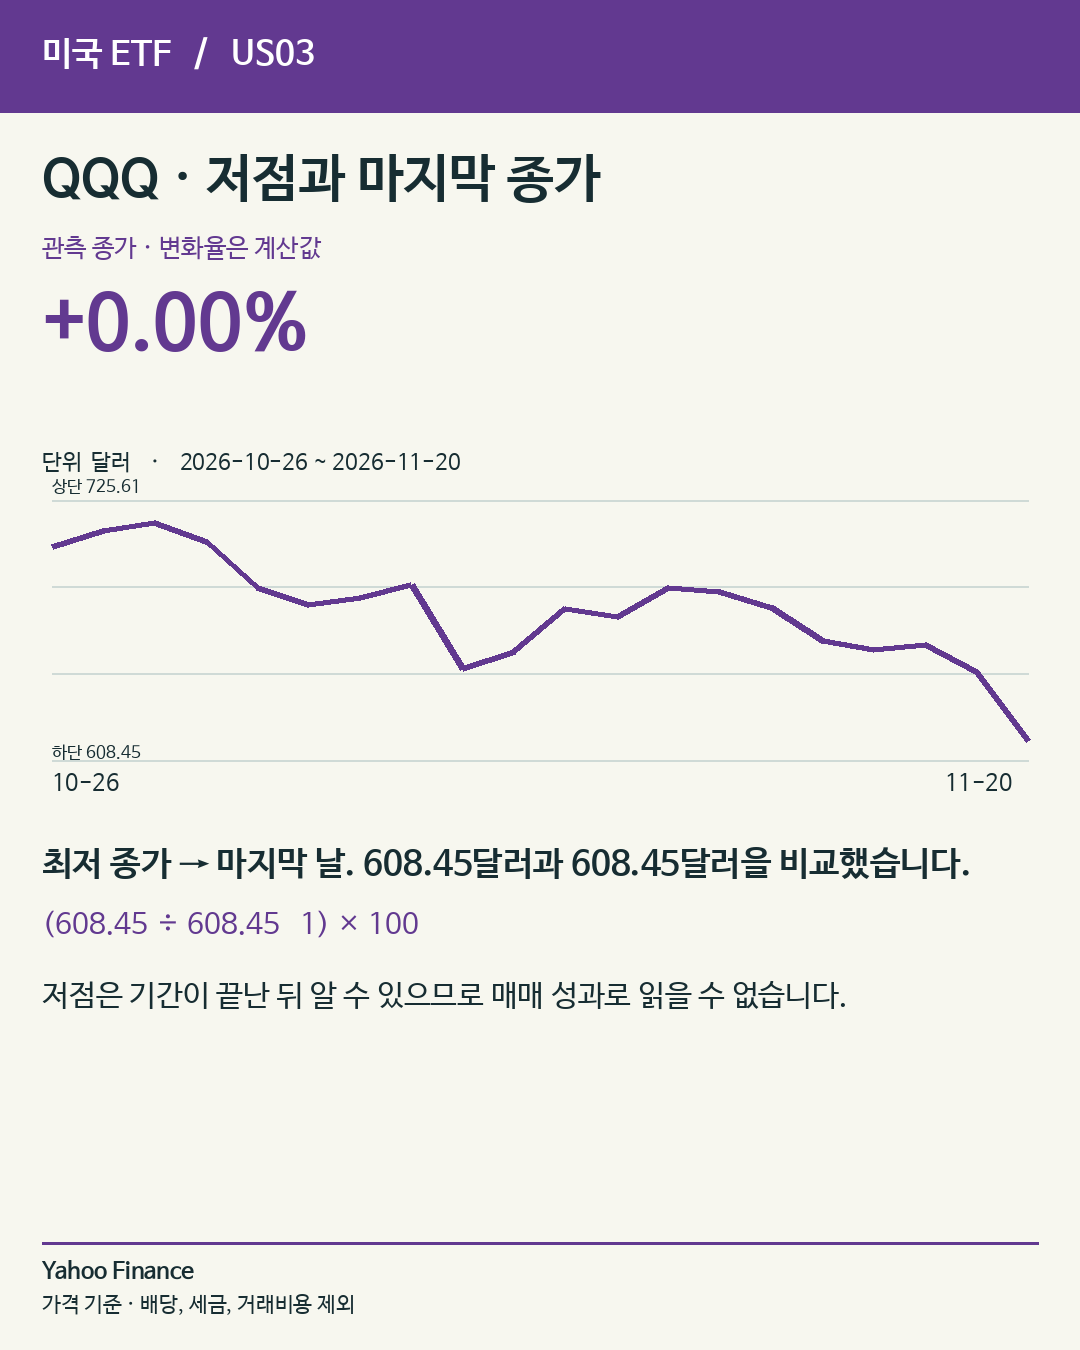 미국 ETF / US03
QQQ · 저점과 마지막 종가
관측 종가 · 변화율은 계산값
+0.00%
단위 달러 · 2026-10-26 ~ 2026-11-20
상단 725.61
하단 608.45
10-26 11-20
최저 종가 → 마지막 날. 608.45달러과 608.45달러을 비교했습니다.
(608.45 ÷ 608.45 1) × 100
저점은 기간이 끝난 뒤 알 수 있으므로 매매 성과로 읽을 수 없습니다.
Yahoo Finance
가격 기준 · 배당, 세금, 거래비용 제외